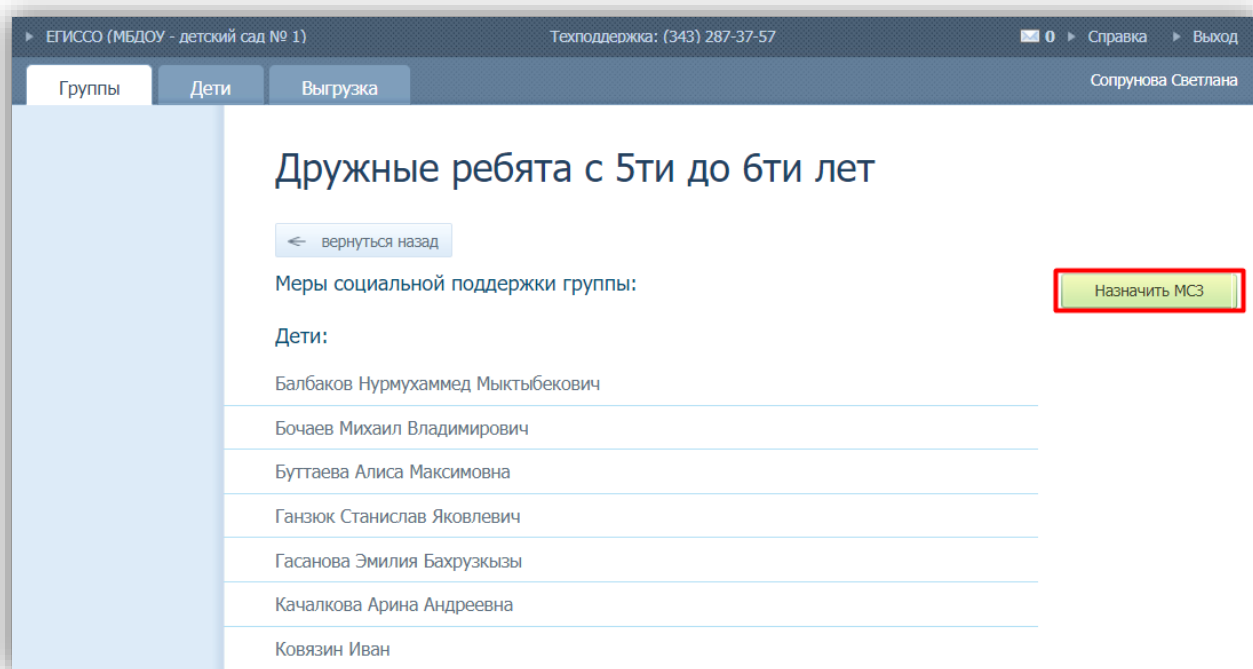 ЕГИССО (МБДОУ - детский сад № 1) Техподдержка: (343) 287-37-57 0 Справка Выход
Группы Дети Выгрузка Сопрунова Светлана
Дружные ребята с 5ти до 6ти лет
вернуться назад
Меры социальной поддержки группы:
Назначить МСЗ
Дети:
Балбаков Нурмухаммед Мыктыбекович
Бочаев Михаил Владимирович
Буттаева Алиса Максимовна
Ганзюк Станислав Яковлевич
Гасанова Эмилия Бахрузкызы
Качалкова Арина Андреевна
Ковязин Иван